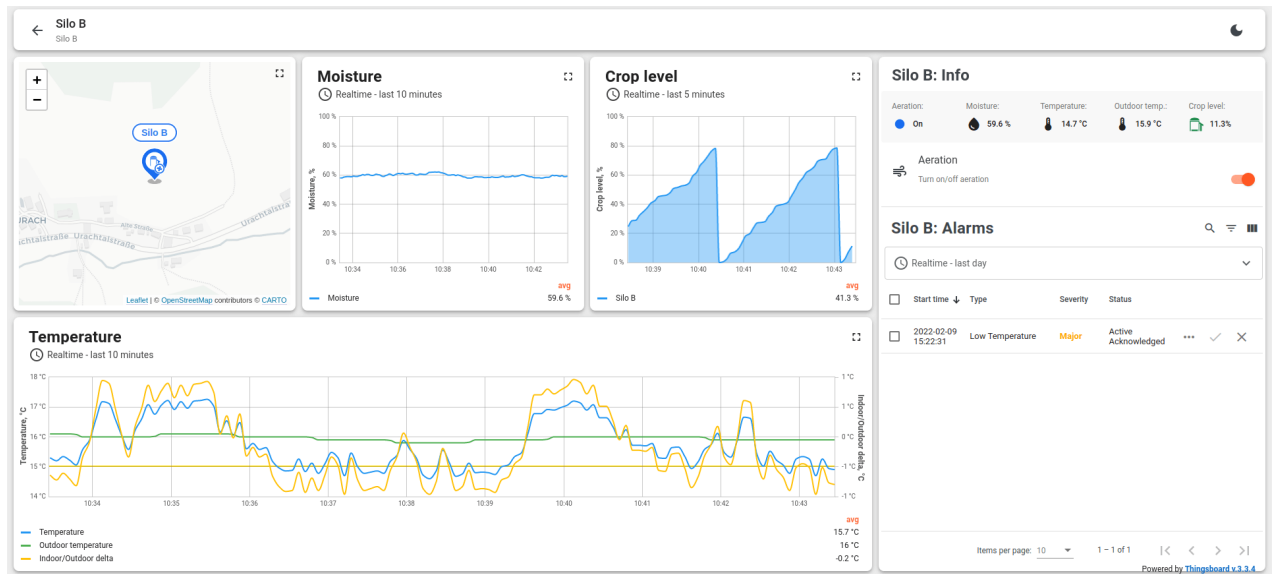 Silo B
Silo B
+
−
Silo B
URACH
Alte Straße
Urachtalstraße
ichtalstraße Urachtalstraße
Leaflet | © OpenStreetMap contributors © CARTO
Moisture
Realtime - last 10 minutes
Moisture, %
100 %
80 %
60 %
40 %
20 %
0 %
10:34 10:36 10:38 10:40 10:42
avg
Moisture 59.6 %
Crop level
Realtime - last 5 minutes
Crop level, %
100 %
80 %
60 %
40 %
20 %
0 %
10:39 10:40 10:41 10:42 10:43
avg
Silo B 41.3 %
Temperature
Realtime - last 10 minutes
Temperature, °C
18 °C
17 °C
16 °C
15 °C
14 °C
10:34 10:35 10:36 10:37 10:38 10:39 10:40 10:41 10:42 10:43
1 °C
1 °C
0 °C
-1 °C
-1 °C
Indoor/Outdoor delta, °C
avg
Temperature 15.7 °C
Outdoor temperature 16 °C
Indoor/Outdoor delta -0.2 °C
Silo B: Info
Aeration: Moisture: Temperature: Outdoor temp.: Crop level:
On 59.6 % 14.7 °C 15.9 °C 11.3%
Aeration
Turn on/off aeration
Silo B: Alarms
Realtime - last day
Start time Type Severity Status
2022-02-09 15:22:31 Low Temperature Major Active Acknowledged
Items per page: 10 1 – 1 of 1
Powered by Thingsboard v.3.3.4